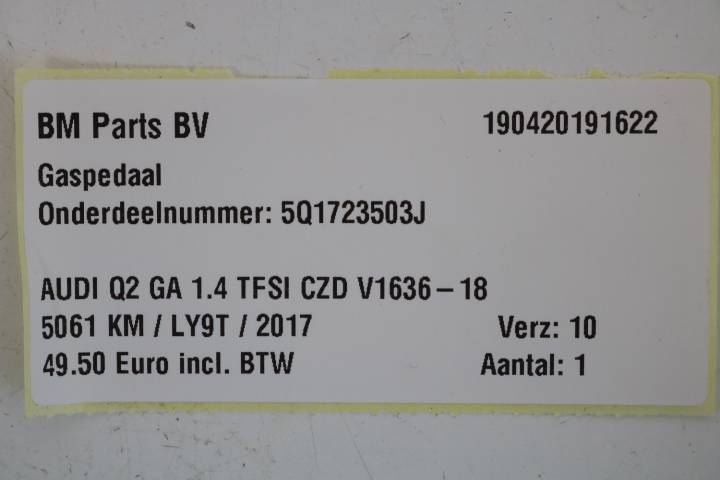 BM Parts BV 190420191622
Gaspedaal
Onderdeelnummer: 5Q1723503J
AUDI Q2 GA 1.4 TFSI CZD V1636-18
5061 KM / LY9T / 2017 Verz: 10
49.50 Euro incl. BTW Aantal: 1